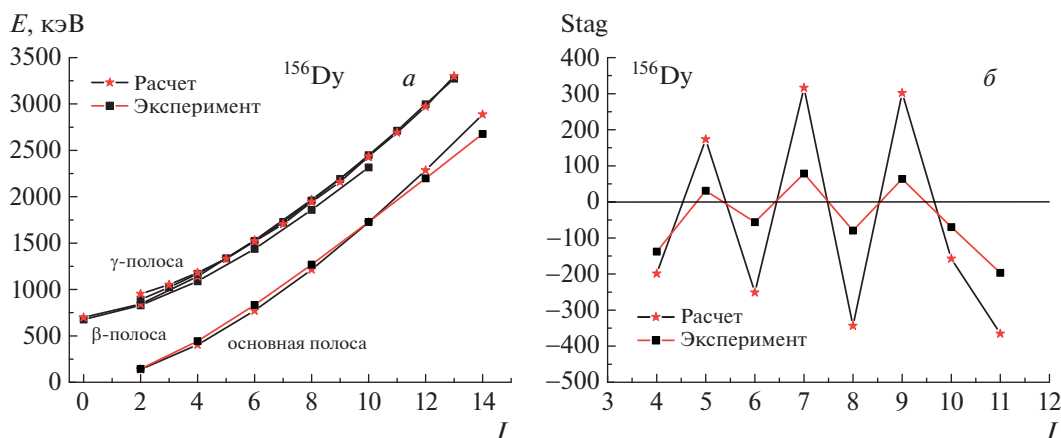 E, кэВ
3500
3000
2500
2000
1500
1000
500
0
156Dy
а
Расчет
Эксперимент
γ-полоса
β-полоса
основная полоса
0 2 4 6 8 10 12 14
I
Stag
400
300
200
100
0
–100
–200
–300
–400
–500
156Dy
б
Расчет
Эксперимент
3 4 5 6 7 8 9 10 11 12
I